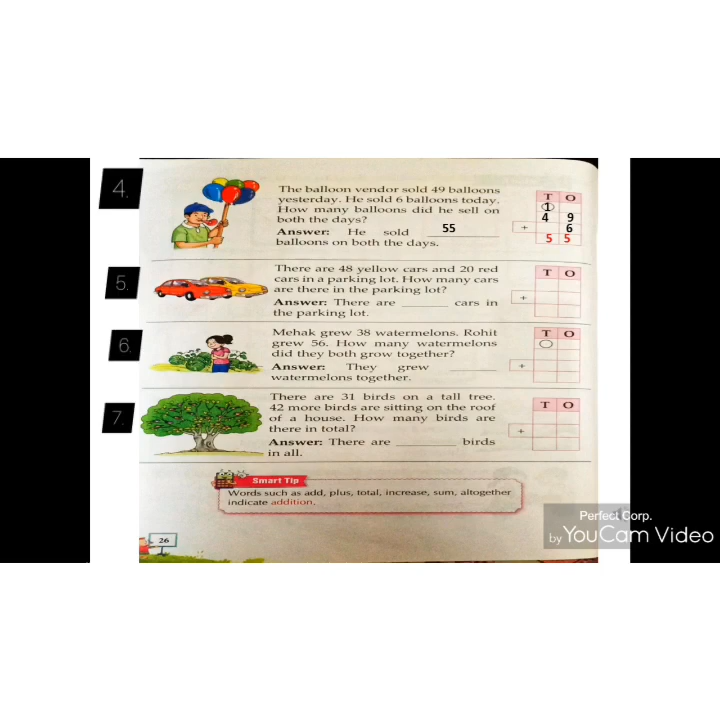 4.
The balloon vendor sold 49 balloons
yesterday. He sold 6 balloons today.
How many balloons did he sell on
both the days?
Answer: He sold 55
balloons on both the days.
T O
1
4 9
+ 6
5 5
5.
There are 48 yellow cars and 20 red
cars in a parking lot. How many cars
are there in the parking lot?
Answer: There are ______ cars in
the parking lot.
T O
+
6.
Mehak grew 38 watermelons. Rohit
grew 56. How many watermelons
did they both grow together?
Answer: They grew ______
watermelons together.
T O
+
7.
There are 31 birds on a tall tree.
42 more birds are sitting on the roof
of a house. How many birds are
there in total?
Answer: There are ________ birds
in all.
T O
+
Smart Tip
Words such as add, plus, total, increase, sum, altogether
indicate addition.
26
Perfect Corp.
by YouCam Video